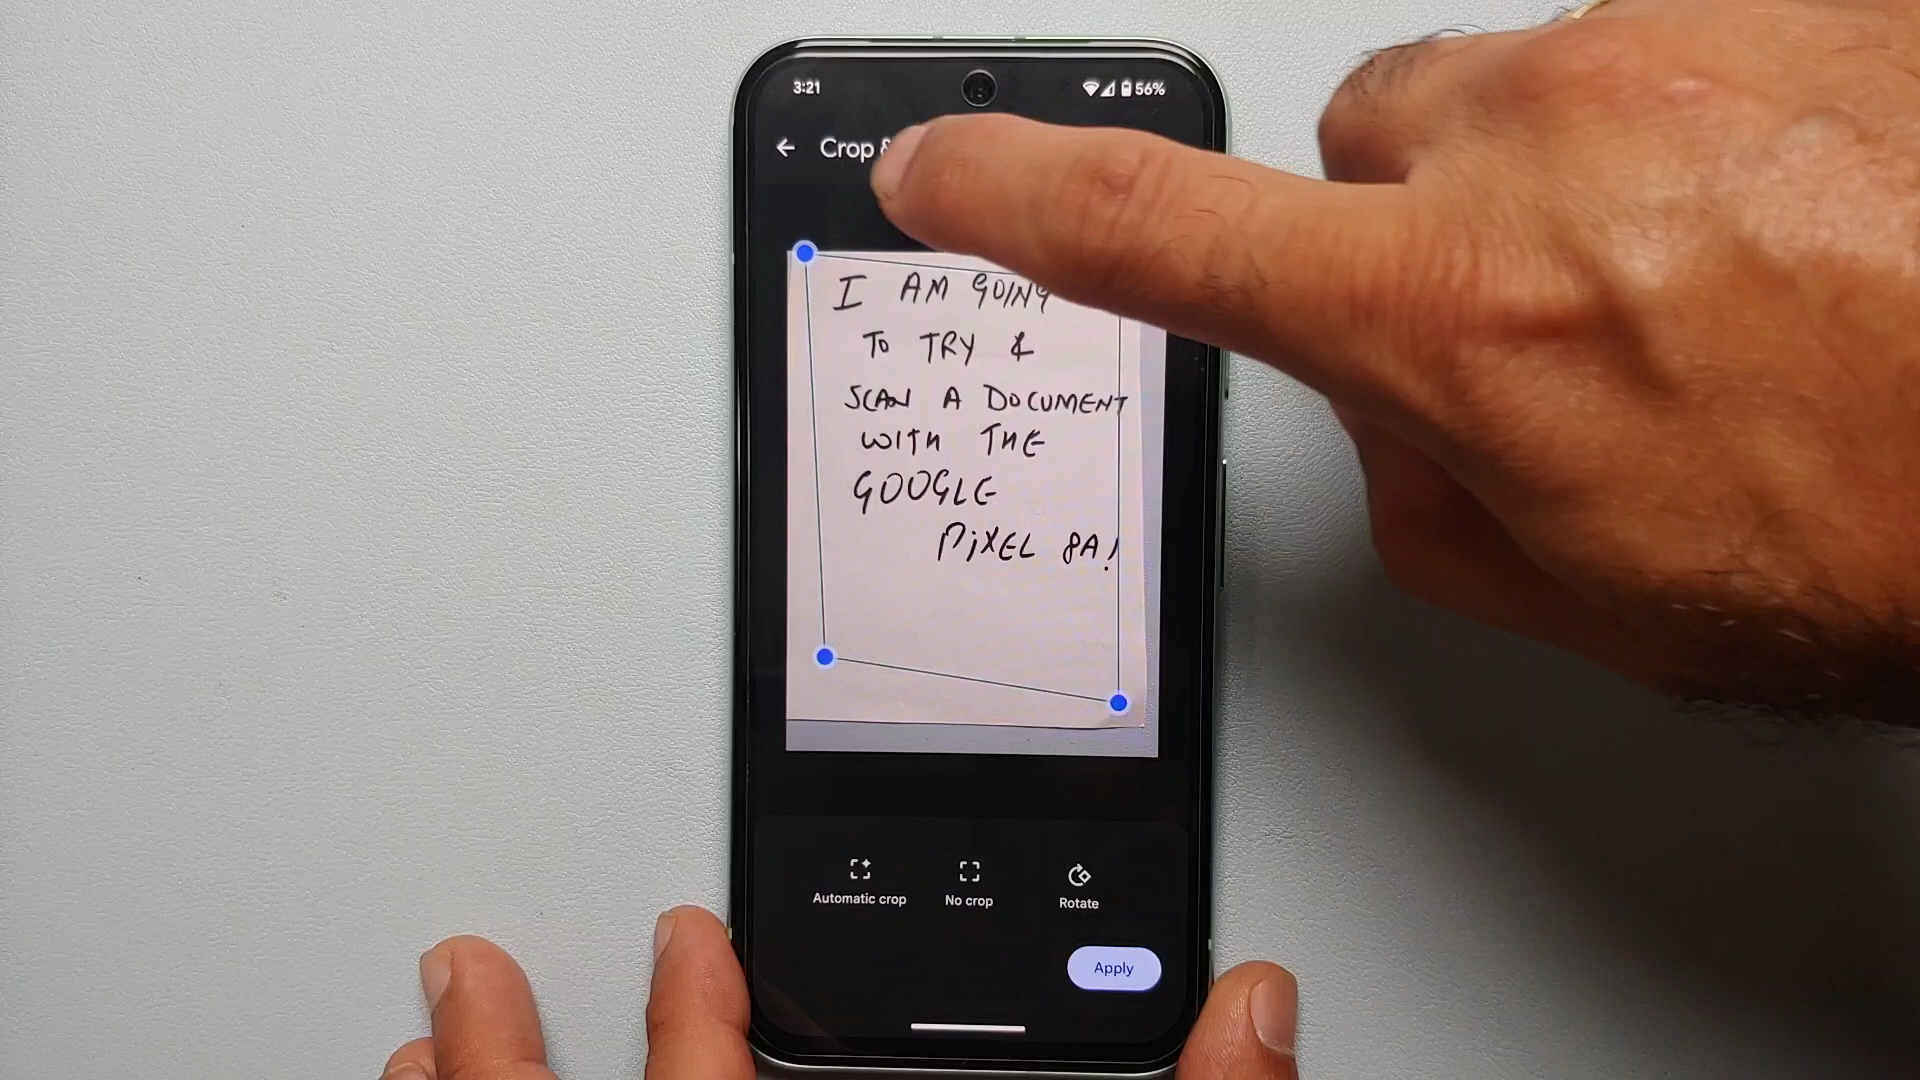 3:21
56%
Crop &
I AM GOING
TO TRY &
SCAN A DOCUMENT
WITH THE
GOOGLE
PIXEL 8A!
Automatic crop
No crop
Rotate
Apply